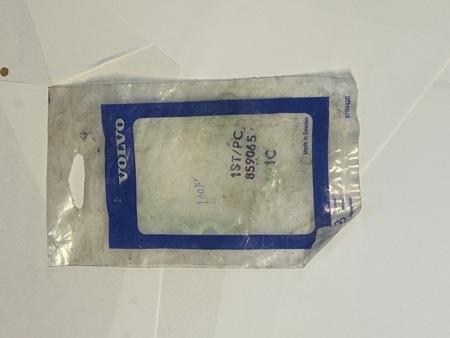 VOLVO
1ST/PC
859065
1C
Made in Sweden